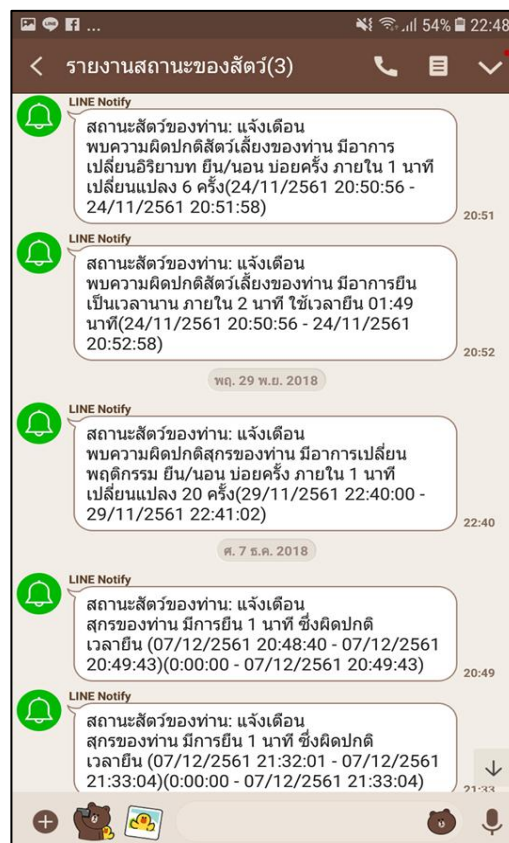 ... 54% 22:48
รายงานสถานะของสัตว์(3)
LINE Notify
สถานะสัตว์ของท่าน: แจ้งเตือน
พบความผิดปกติสัตว์เลี้ยงของท่าน มีอาการ
เปลี่ยนอิริยาบท ยืน/นอน บ่อยครั้ง ภายใน 1 นาที
เปลี่ยนแปลง 6 ครั้ง(24/11/2561 20:50:56 -
24/11/2561 20:51:58)
20:51
LINE Notify
สถานะสัตว์ของท่าน: แจ้งเตือน
พบความผิดปกติสัตว์เลี้ยงของท่าน มีอาการยืน
เป็นเวลานาน ภายใน 2 นาที ใช้เวลายืน 01:49
นาที(24/11/2561 20:50:56 - 24/11/2561
20:52:58)
20:52
พฤ. 29 พ.ย. 2018
LINE Notify
สถานะสัตว์ของท่าน: แจ้งเตือน
พบความผิดปกติสุกรของท่าน มีอาการเปลี่ยน
พฤติกรรม ยืน/นอน บ่อยครั้ง ภายใน 1 นาที
เปลี่ยนแปลง 20 ครั้ง(29/11/2561 22:40:00 -
29/11/2561 22:41:02)
22:40
ศ. 7 ธ.ค. 2018
LINE Notify
สถานะสัตว์ของท่าน: แจ้งเตือน
สุกรของท่าน มีการยืน 1 นาที ซึ่งผิดปกติ
เวลายืน (07/12/2561 20:48:40 - 07/12/2561
20:49:43)(0:00:00 - 07/12/2561 20:49:43)
20:49
LINE Notify
สถานะสัตว์ของท่าน: แจ้งเตือน
สุกรของท่าน มีการยืน 1 นาที ซึ่งผิดปกติ
เวลายืน (07/12/2561 21:32:01 - 07/12/2561
21:33:04)(0:00:00 - 07/12/2561 21:33:04)
21:33